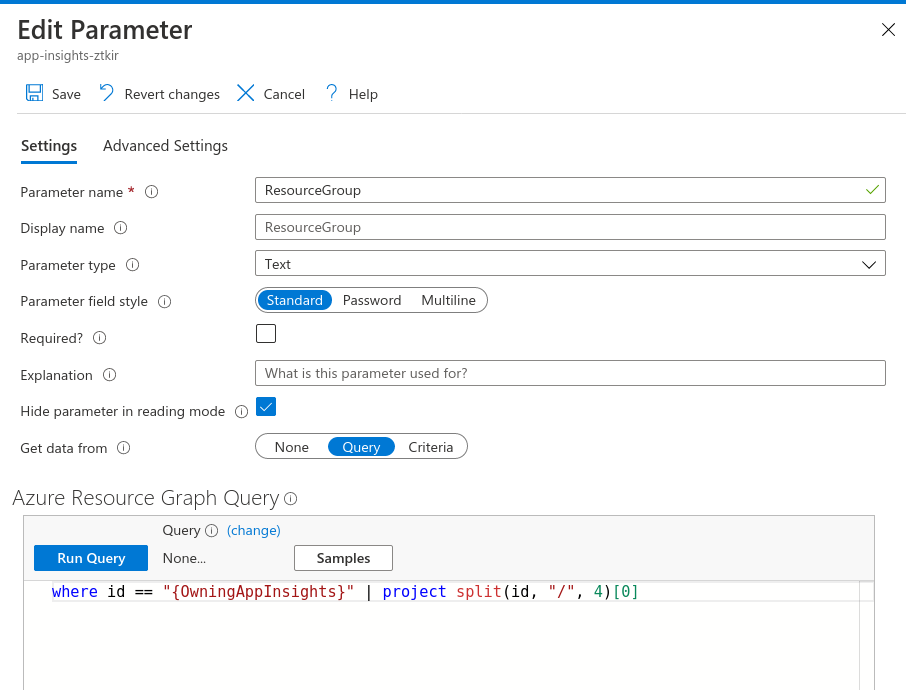 Edit Parameter
app-insights-ztkir
Save Revert changes Cancel ? Help
Settings Advanced Settings
Parameter name * ResourceGroup
Display name ResourceGroup
Parameter type Text
Parameter field style Standard Password Multiline
Required?
Explanation What is this parameter used for?
Hide parameter in reading mode
Get data from None Query Criteria
Azure Resource Graph Query
Query (change)
Run Query None... Samples
where id == "{OwningAppInsights}" | project split(id, "/", 4)[0]